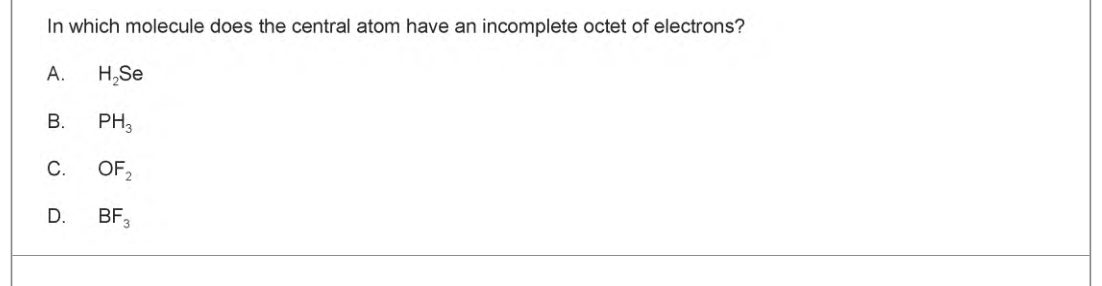 In which molecule does the central atom have an incomplete octet of electrons?
A. H₂Se
B. PH₃
C. OF₂
D. BF₃